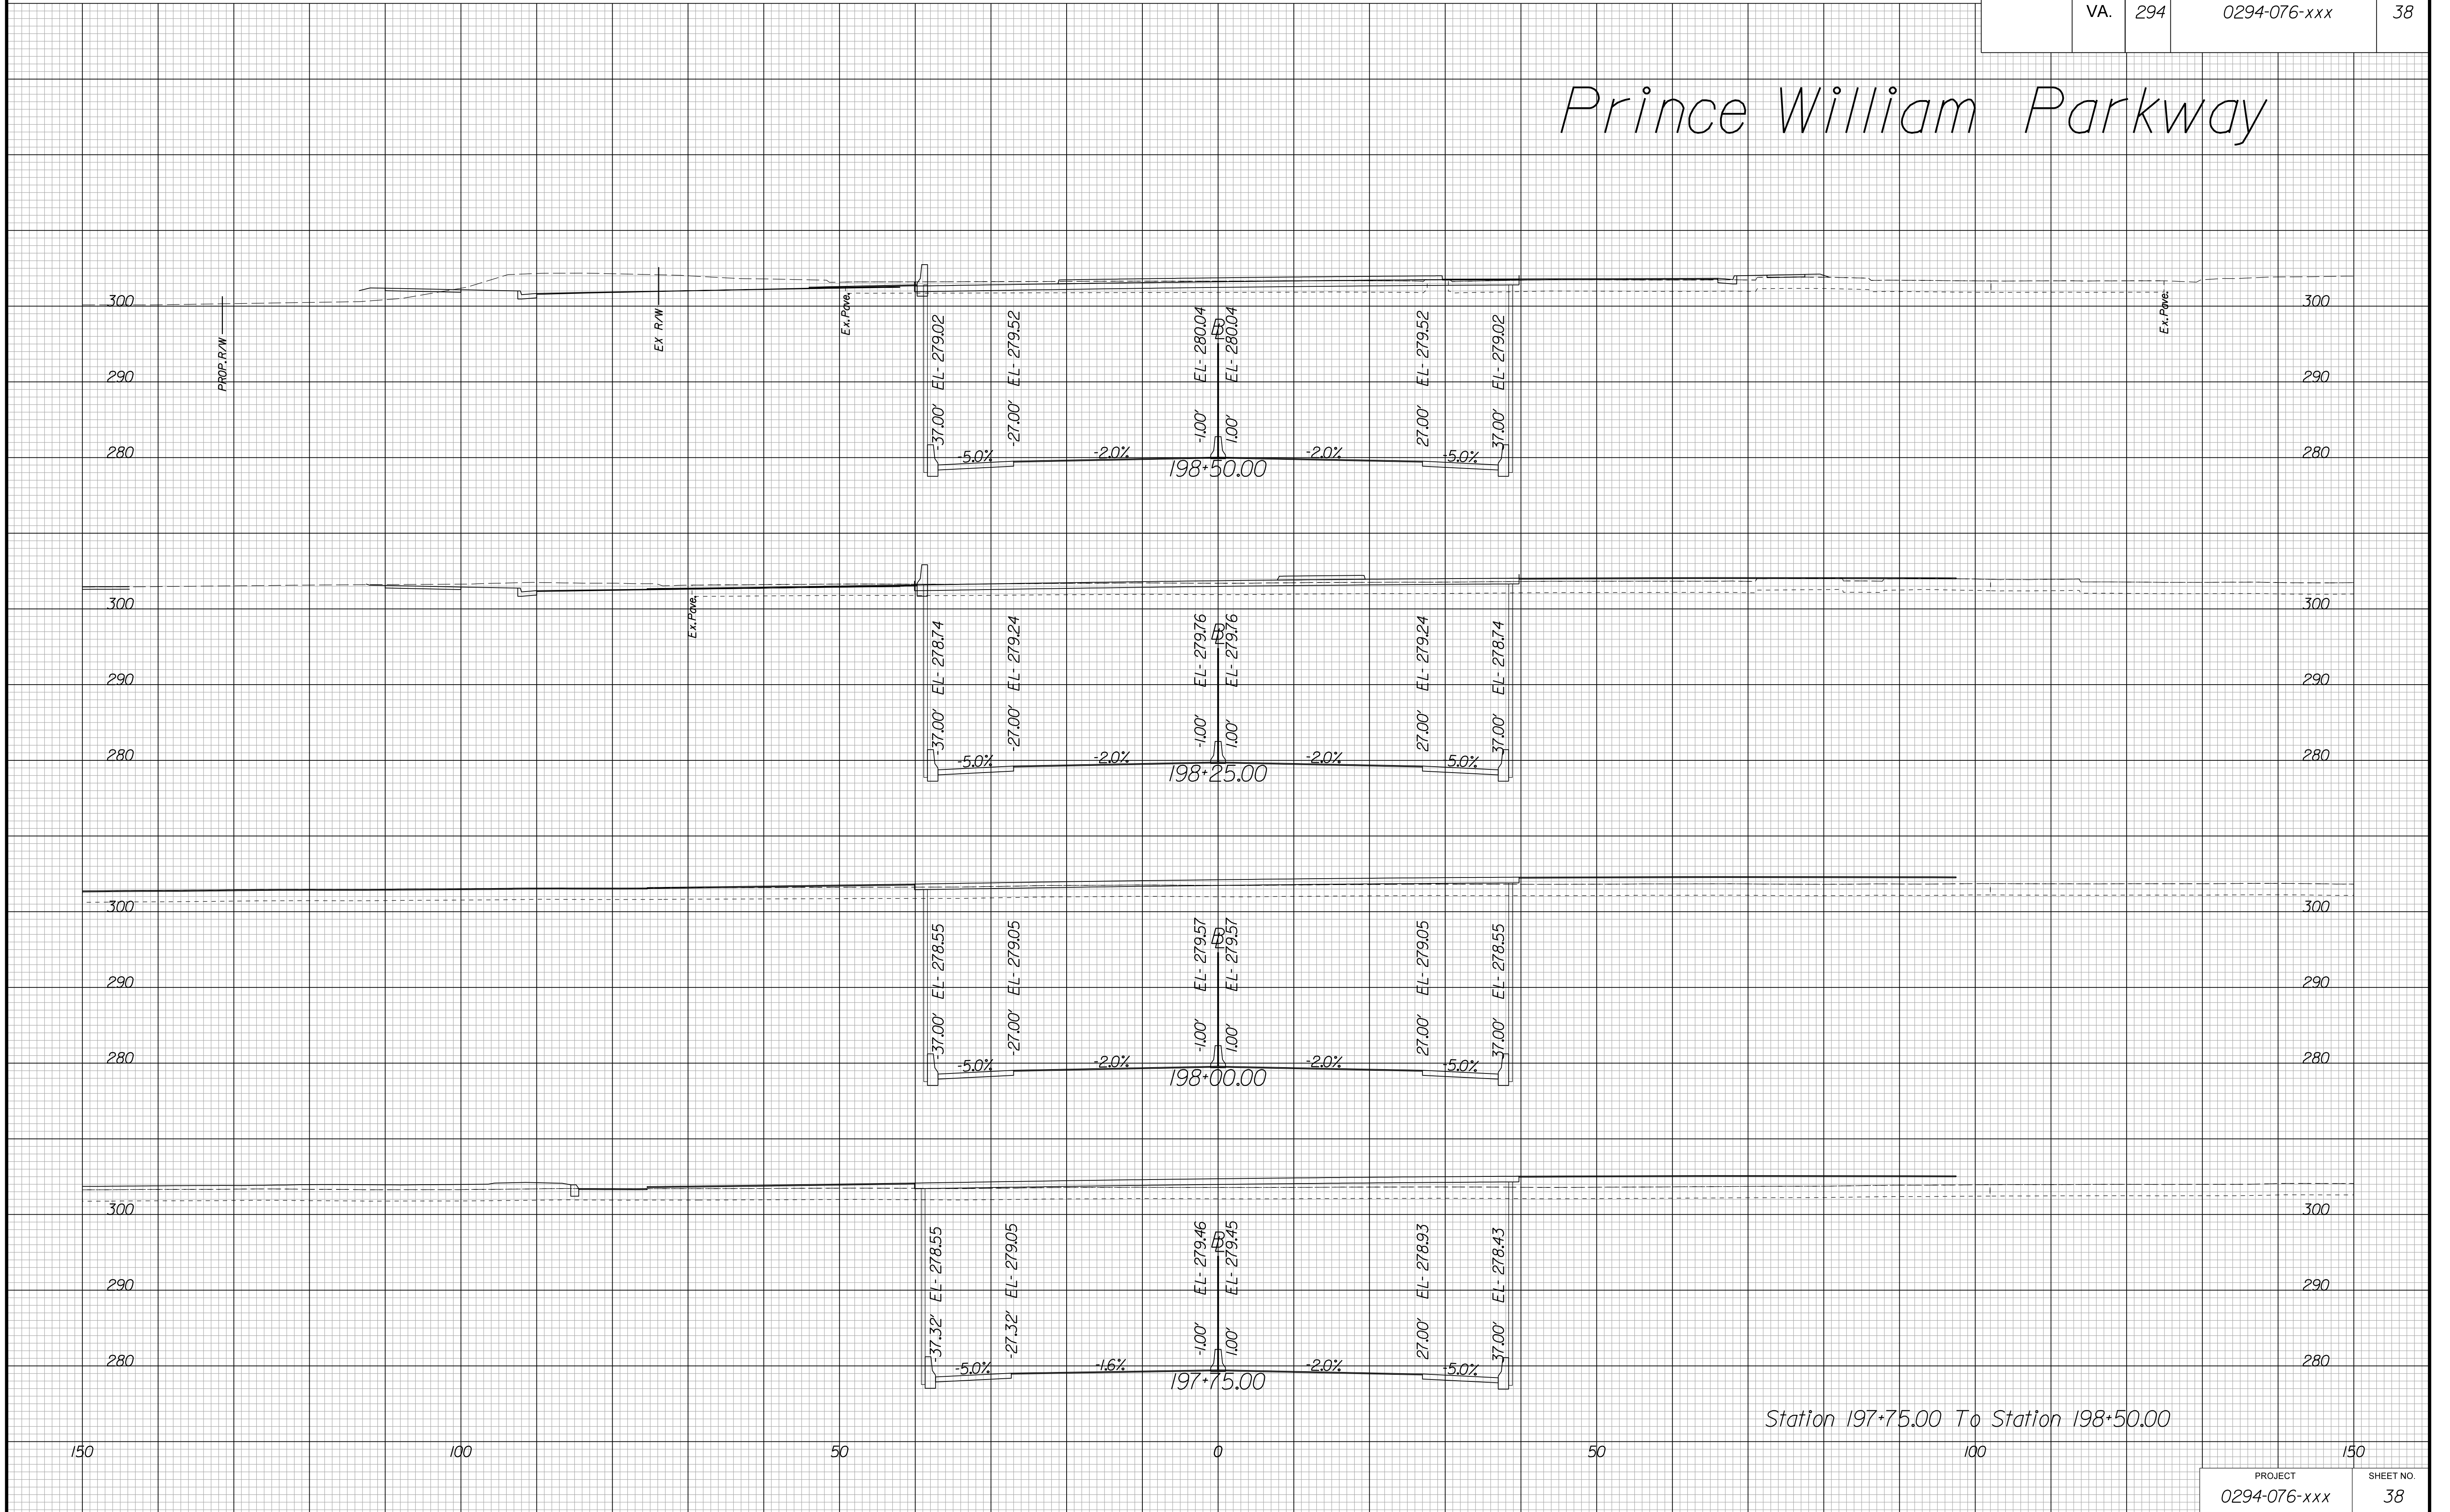 VA. 294 0294-076-xxx 38
Prince William Parkway
300 300
PROP. R/W
EX R/W
Ex.Pave.
Ex.Pave.
-37.00' EL- 279.02
-27.00' EL- 279.52
-1.00' EL- 280.04
BL
1.00' EL- 280.04
27.00' EL- 279.52
37.00' EL- 279.02
290 290
280 280
-5.0% -2.0% -2.0% -5.0%
198+50.00
300 300
Ex.Pave.
-37.00' EL- 278.74
-27.00' EL- 279.24
-1.00' EL- 279.76
BL
1.00' EL- 279.76
27.00' EL- 279.24
37.00' EL- 278.74
290 290
280 280
-5.0% -2.0% -2.0% 5.0%
198+25.00
300 300
-37.00' EL- 278.55
-27.00' EL- 279.05
-1.00' EL- 279.57
BL
1.00' EL- 279.57
27.00' EL- 279.05
37.00' EL- 278.55
290 290
280 280
-5.0% -2.0% -2.0% -5.0%
198+00.00
300 300
-37.32' EL- 278.55
-27.32' EL- 279.05
-1.00' EL- 279.46
BL
1.00' EL- 279.45
27.00' EL- 278.93
37.00' EL- 278.43
290 290
280 280
-5.0% -1.6% -2.0% -5.0%
197+75.00
Station 197+75.00 To Station 198+50.00
150 100 50 0 50 100 150
PROJECT SHEET NO.
0294-076-xxx 38